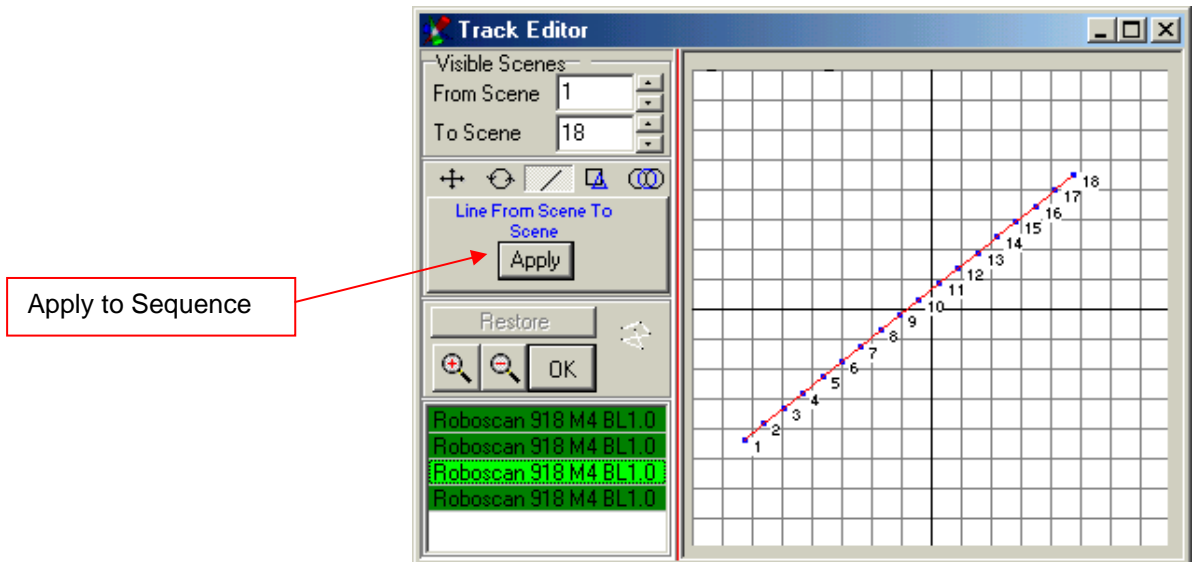 Track Editor
Visible Scenes
From Scene 1
To Scene 18
Line From Scene To
Scene
Apply
Apply to Sequence
Restore
OK
Roboscan 918 M4 BL1.0
Roboscan 918 M4 BL1.0
Roboscan 918 M4 BL1.0
Roboscan 918 M4 BL1.0
18
17
16
15
14
13
12
11
10
9
8
7
6
5
4
3
2
1